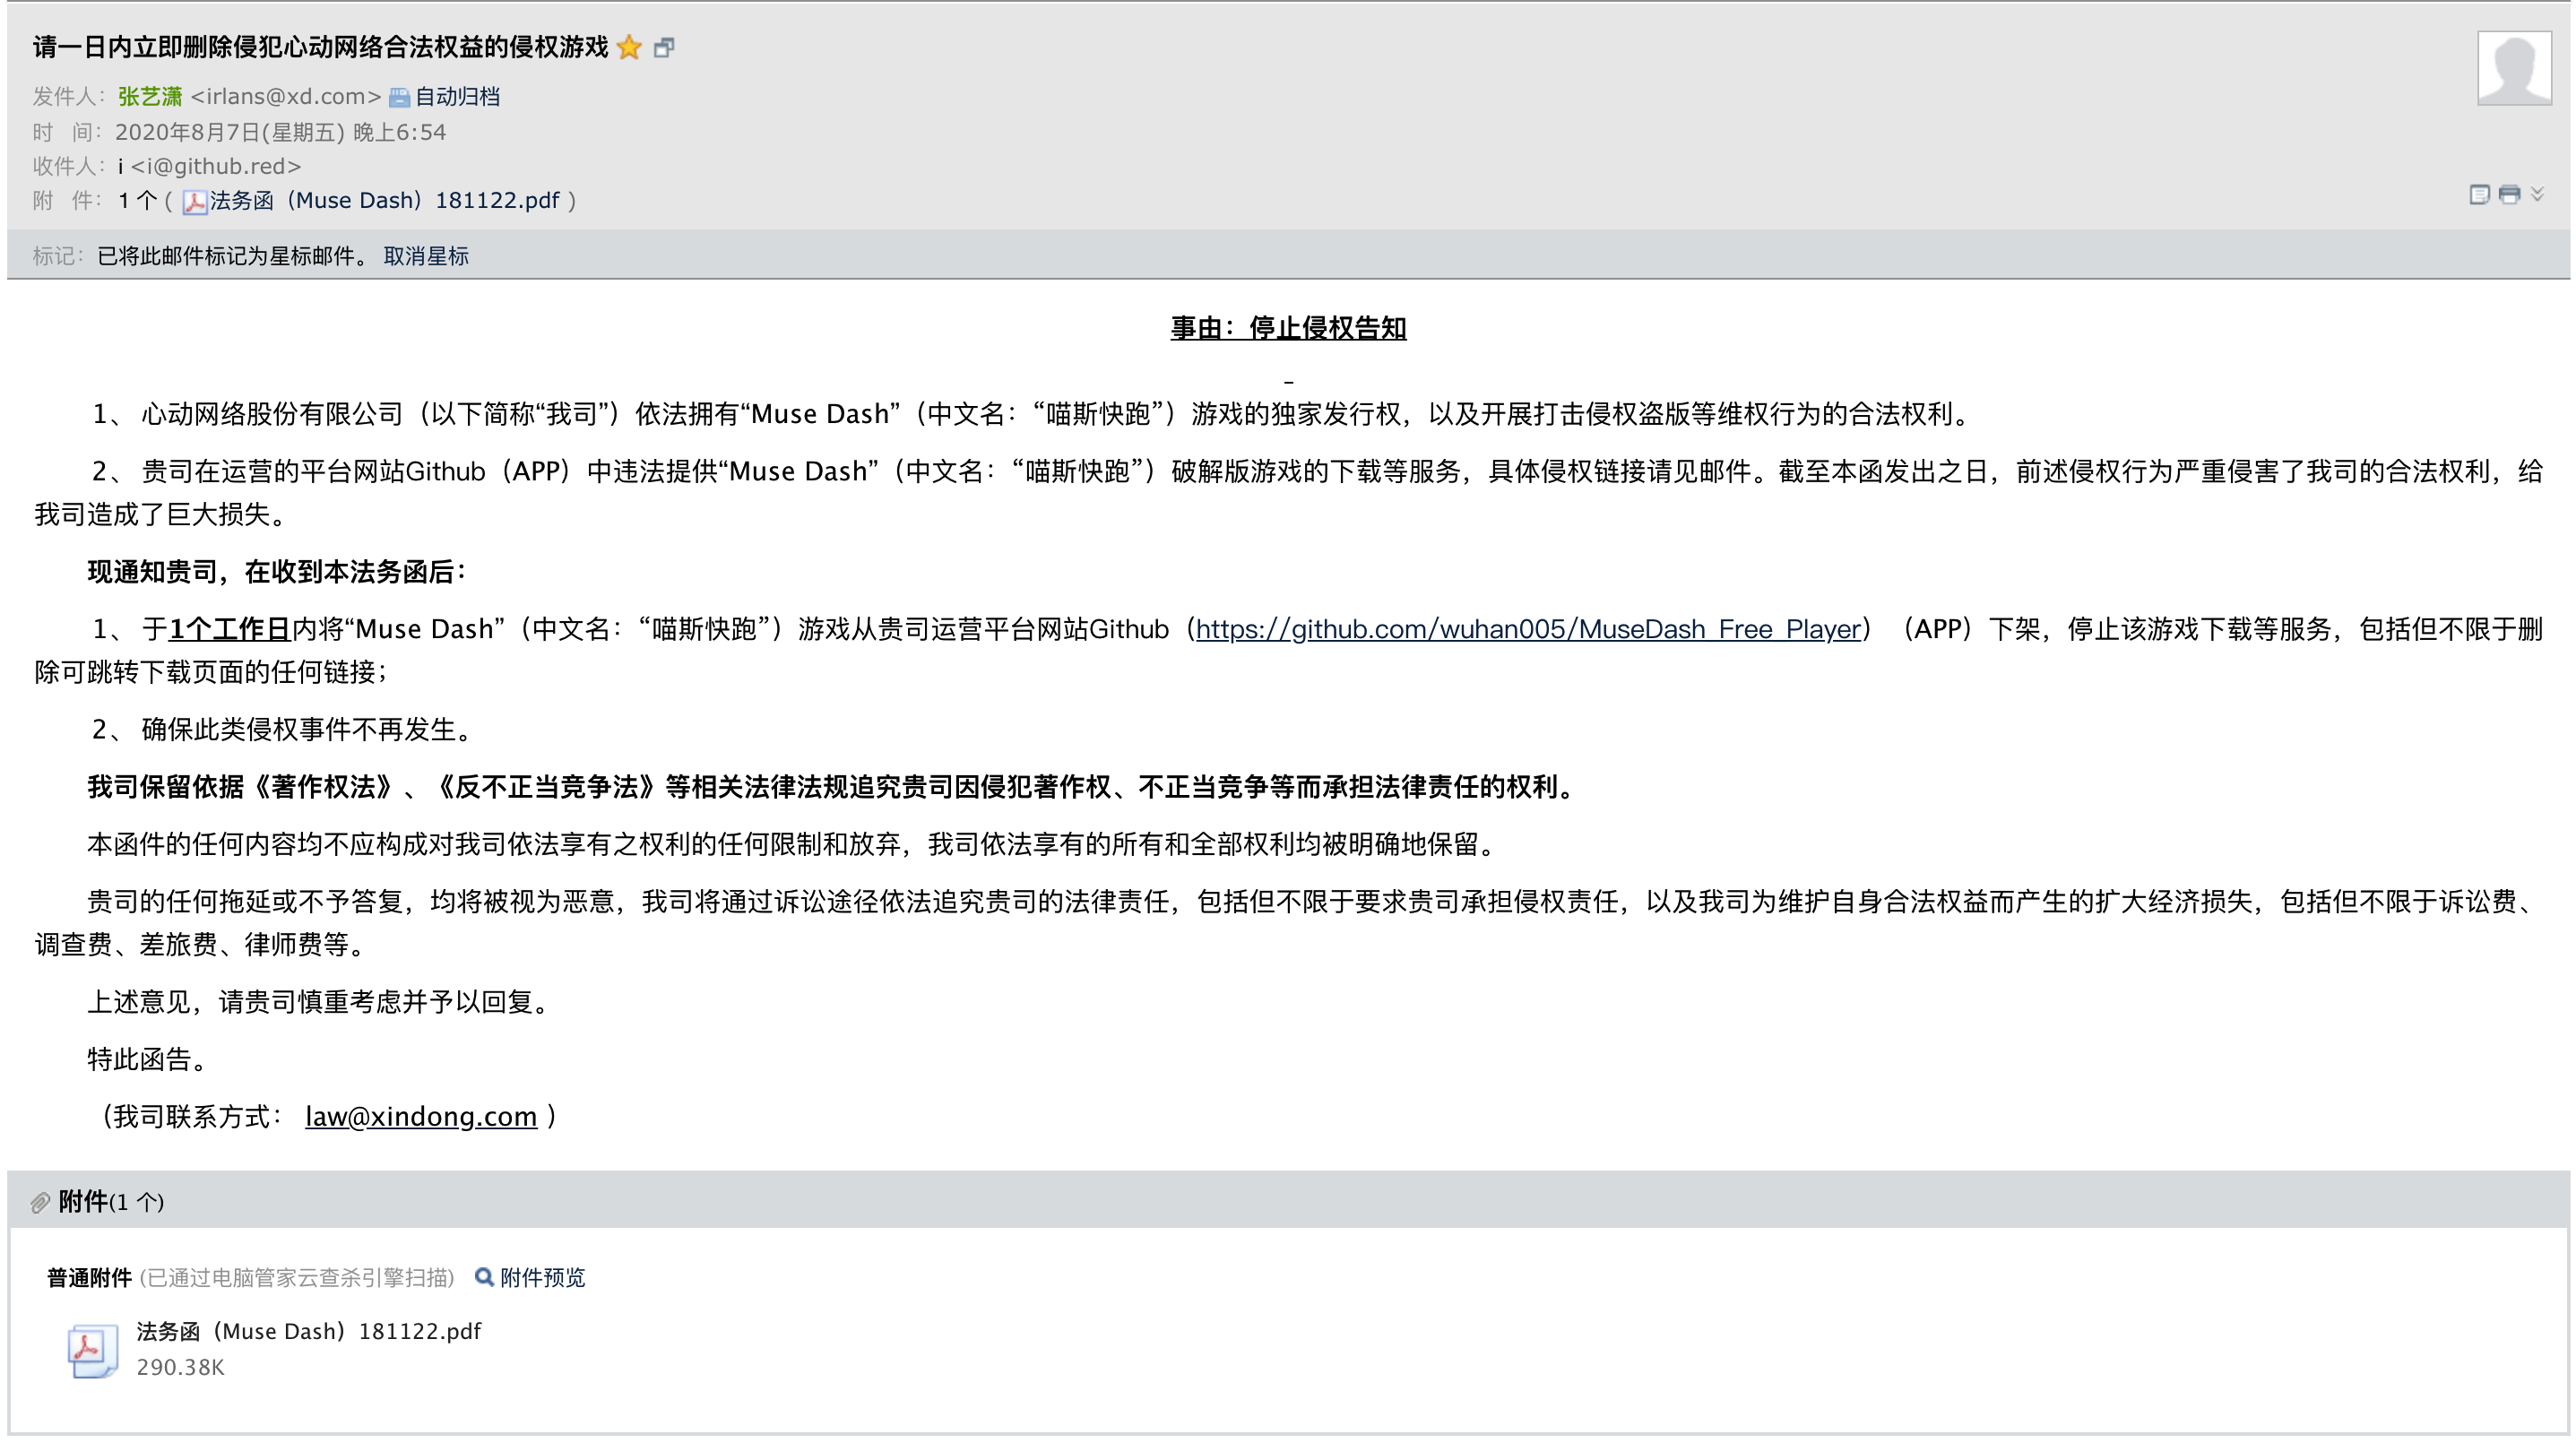 请一日内立即删除侵犯心动网络合法权益的侵权游戏
发件人：张艺潇 <irlans@xd.com> 自动归档
时 间：2020年8月7日(星期五) 晚上6:54
收件人：i <i@github.red>
附 件：1 个 ( 法务函（Muse Dash）181122.pdf )
标记：已将此邮件标记为星标邮件。 取消星标
事由：停止侵权告知
1、 心动网络股份有限公司（以下简称“我司”）依法拥有“Muse Dash”（中文名：“喵斯快跑”）游戏的独家发行权，以及开展打击侵权盗版等维权行为的合法权利。
2、 贵司在运营的平台网站Github（APP）中违法提供“Muse Dash”（中文名：“喵斯快跑”）破解版游戏的下载等服务，具体侵权链接请见邮件。截至本函发出之日，前述侵权行为严重侵害了我司的合法权利，给
我司造成了巨大损失。
现通知贵司，在收到本法务函后：
1、 于1个工作日内将“Muse Dash”（中文名：“喵斯快跑”）游戏从贵司运营平台网站Github（https://github.com/wuhan005/MuseDash_Free_Player）（APP）下架，停止该游戏下载等服务，包括但不限于删
除可跳转下载页面的任何链接；
2、 确保此类侵权事件不再发生。
我司保留依据《著作权法》、《反不正当竞争法》等相关法律法规追究贵司因侵犯著作权、不正当竞争等而承担法律责任的权利。
本函件的任何内容均不应构成对我司依法享有之权利的任何限制和放弃，我司依法享有的所有和全部权利均被明确地保留。
贵司的任何拖延或不予答复，均将被视为恶意，我司将通过诉讼途径依法追究贵司的法律责任，包括但不限于要求贵司承担侵权责任，以及我司为维护自身合法权益而产生的扩大经济损失，包括但不限于诉讼费、
调查费、差旅费、律师费等。
上述意见，请贵司慎重考虑并予以回复。
特此函告。
（我司联系方式： law@xindong.com ）
附件(1 个)
普通附件 (已通过电脑管家云查杀引擎扫描) 附件预览
法务函（Muse Dash）181122.pdf
290.38K